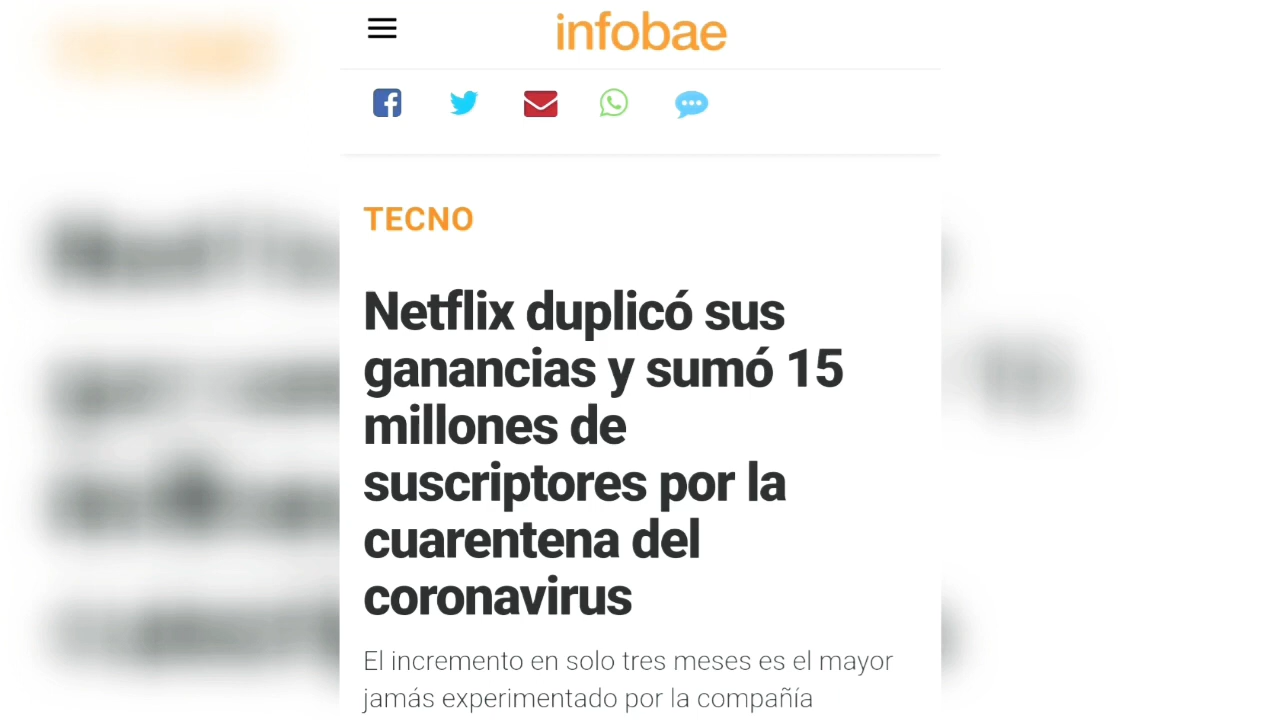 infobae
TECNO
Netflix duplicó sus
ganancias y sumó 15
millones de
suscriptores por la
cuarentena del
coronavirus
El incremento en solo tres meses es el mayor
jamás experimentado por la compañía